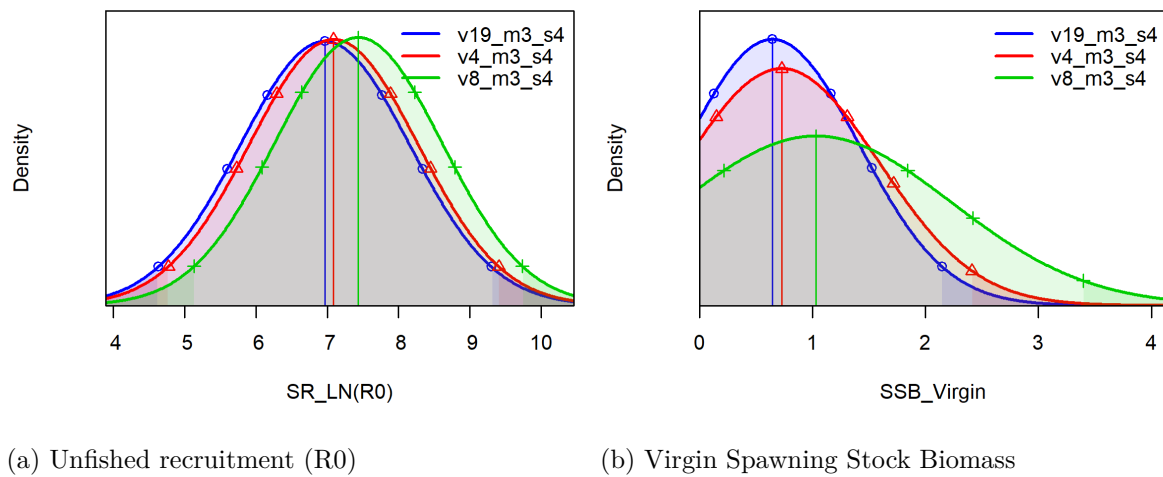 v19_m3_s4
v4_m3_s4
v8_m3_s4
Density
4 5 6 7 8 9 10
SR_LN(R0)
(a) Unfished recruitment (R0)
v19_m3_s4
v4_m3_s4
v8_m3_s4
Density
0 1 2 3 4
SSB_Virgin
(b) Virgin Spawning Stock Biomass